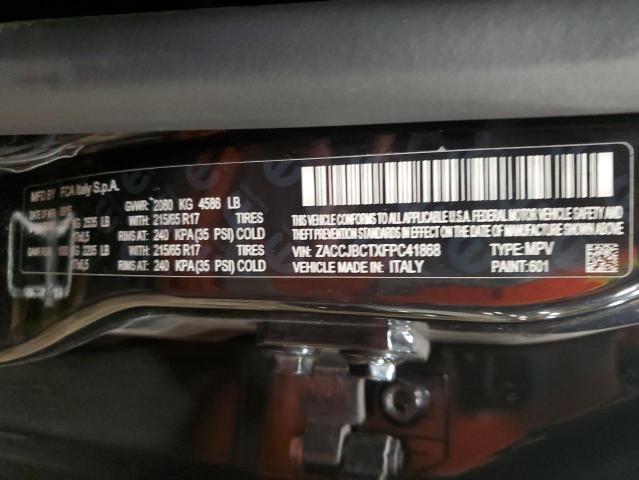 MFD BY FCA Italy S.p.A. GVWR: 2080 KG 4586 LB
LB WITH: 215/65 R17 TIRES
RIMS AT: 240 KPA(35 PSI) COLD
2205 LB WITH: 215/65 R17 TIRES
RIMS AT: 240 KPA(35 PSI) COLD
THIS VEHICLE CONFORMS TO ALL APPLICABLE U.S.A. FEDERAL MOTOR VEHICLE SAFETY AND
THEFT PREVENTION STANDARDS IN EFFECT ON THE DATE OF MANUFACTURE SHOWN ABOVE.
VIN: ZACCJBCTXFPC41868 TYPE: MPV
VEHICLE MADE IN: ITALY PAINT:601